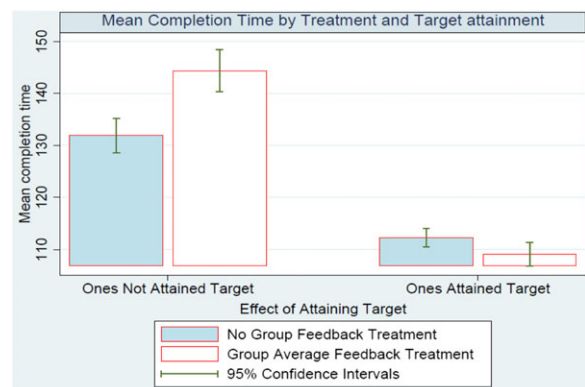 Mean Completion Time by Treatment and Target attainment
Mean completion time
150
140
130
120
110
Ones Not Attained Target
Ones Attained Target
Effect of Attaining Target
No Group Feedback Treatment
Group Average Feedback Treatment
95% Confidence Intervals